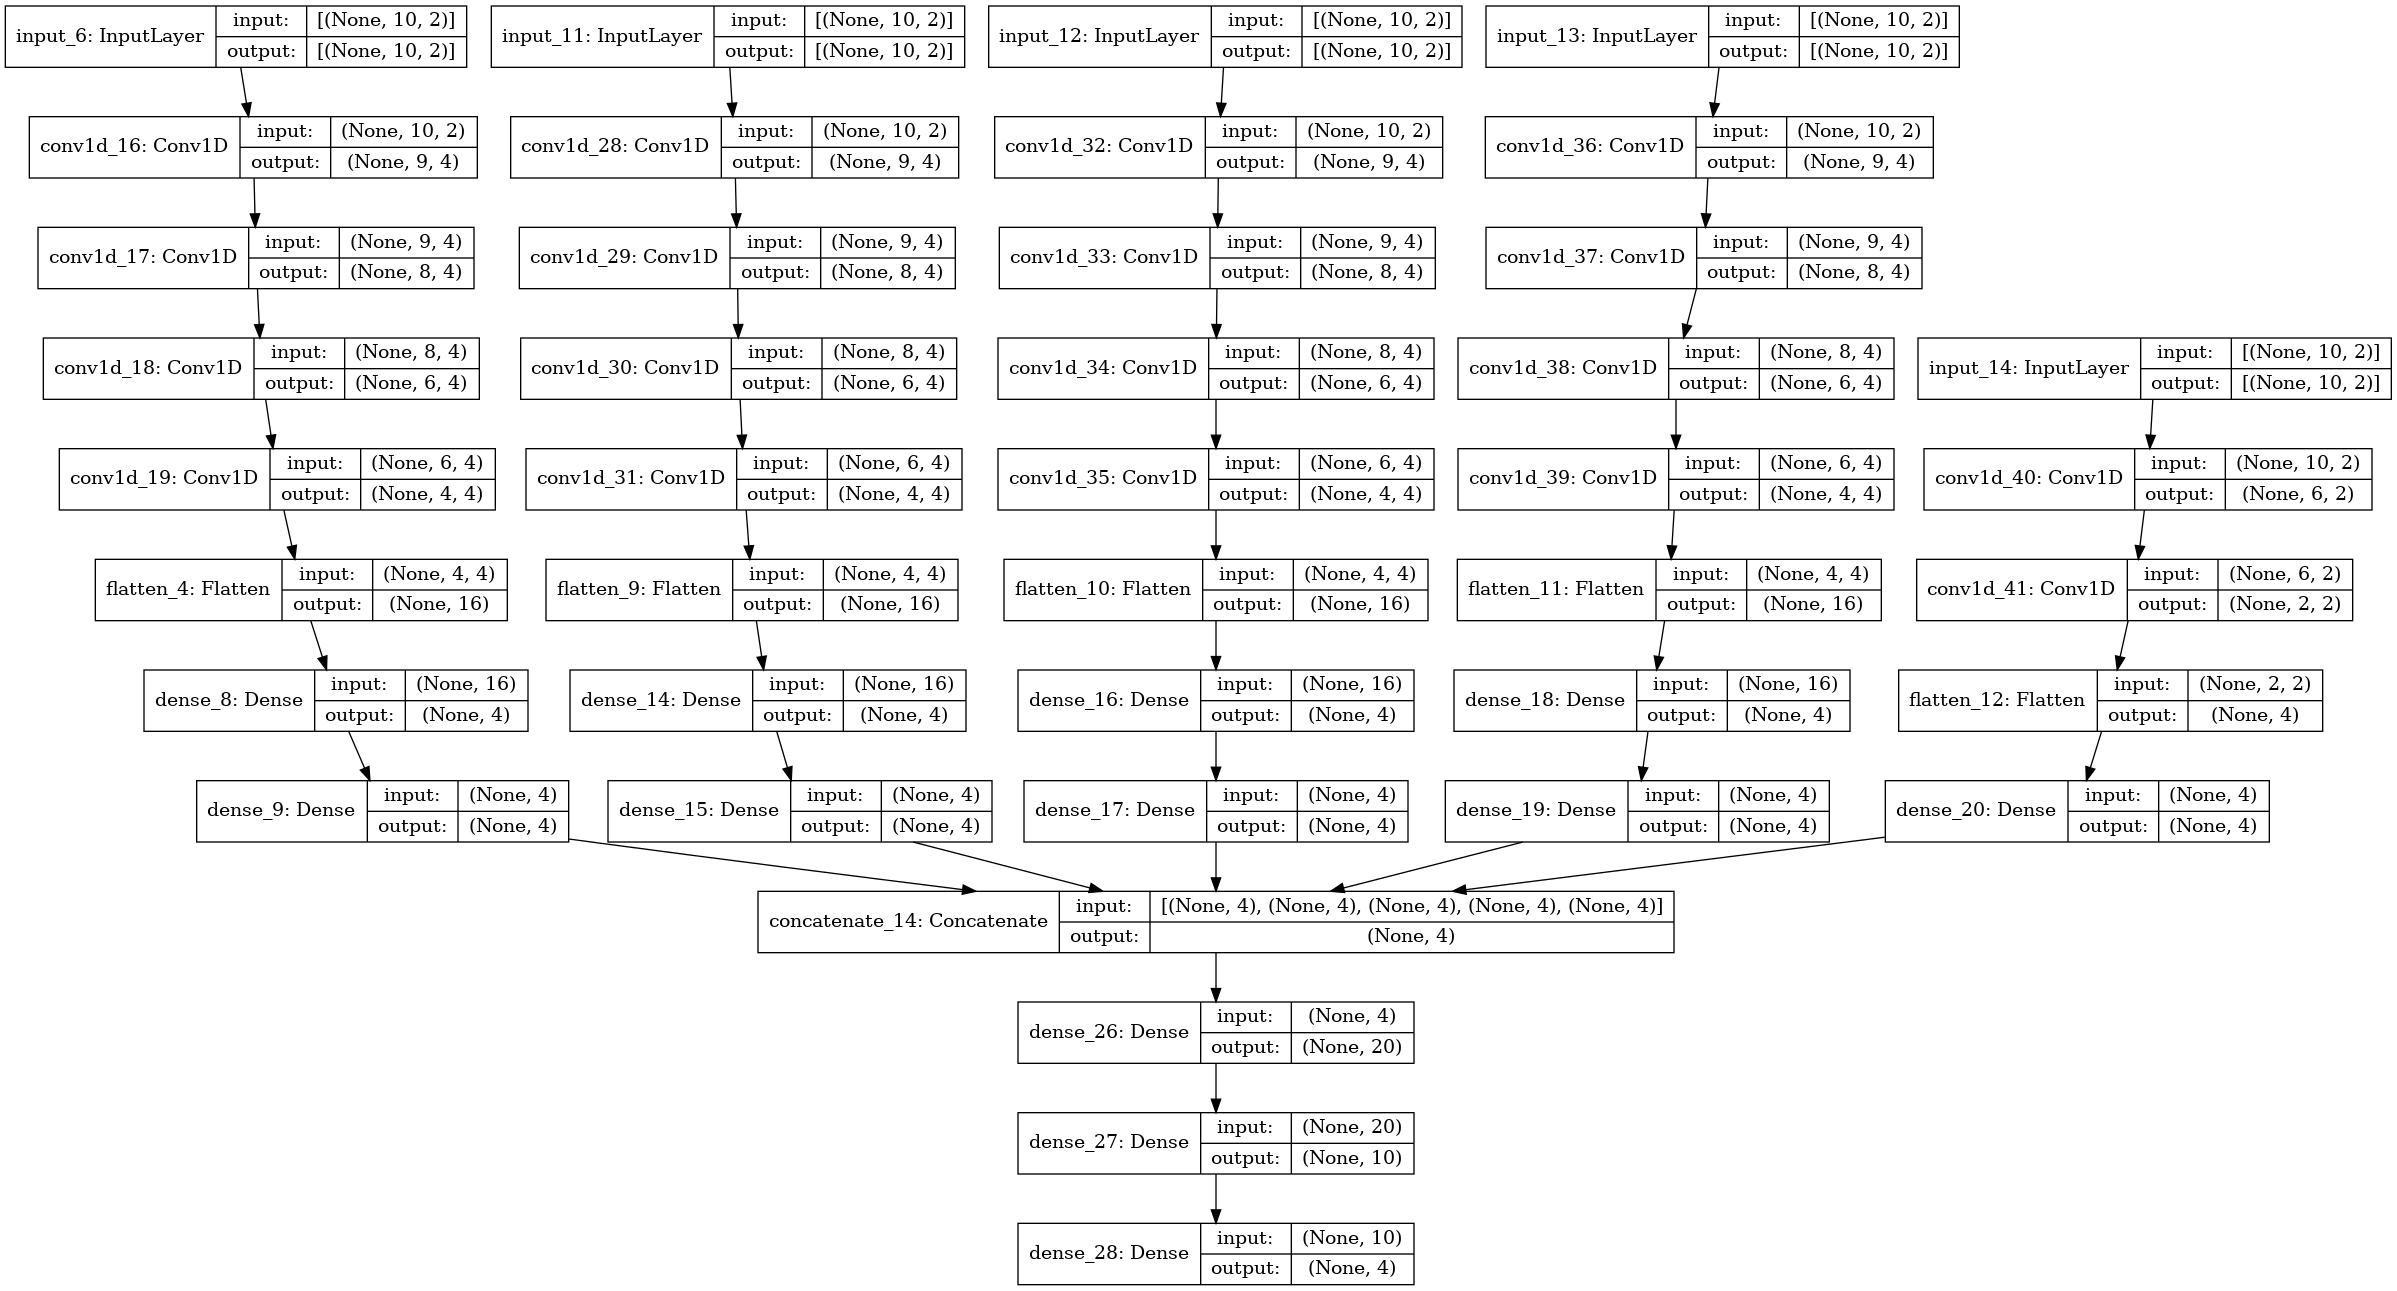 input_6: InputLayer
input: [(None, 10, 2)]
output: [(None, 10, 2)]
input_11: InputLayer
input: [(None, 10, 2)]
output: [(None, 10, 2)]
input_12: InputLayer
input: [(None, 10, 2)]
output: [(None, 10, 2)]
input_13: InputLayer
input: [(None, 10, 2)]
output: [(None, 10, 2)]
conv1d_16: Conv1D
input: (None, 10, 2)
output: (None, 9, 4)
conv1d_28: Conv1D
input: (None, 10, 2)
output: (None, 9, 4)
conv1d_32: Conv1D
input: (None, 10, 2)
output: (None, 9, 4)
conv1d_36: Conv1D
input: (None, 10, 2)
output: (None, 9, 4)
conv1d_17: Conv1D
input: (None, 9, 4)
output: (None, 8, 4)
conv1d_29: Conv1D
input: (None, 9, 4)
output: (None, 8, 4)
conv1d_33: Conv1D
input: (None, 9, 4)
output: (None, 8, 4)
conv1d_37: Conv1D
input: (None, 9, 4)
output: (None, 8, 4)
conv1d_18: Conv1D
input: (None, 8, 4)
output: (None, 6, 4)
conv1d_30: Conv1D
input: (None, 8, 4)
output: (None, 6, 4)
conv1d_34: Conv1D
input: (None, 8, 4)
output: (None, 6, 4)
conv1d_38: Conv1D
input: (None, 8, 4)
output: (None, 6, 4)
input_14: InputLayer
input: [(None, 10, 2)]
output: [(None, 10, 2)]
conv1d_19: Conv1D
input: (None, 6, 4)
output: (None, 4, 4)
conv1d_31: Conv1D
input: (None, 6, 4)
output: (None, 4, 4)
conv1d_35: Conv1D
input: (None, 6, 4)
output: (None, 4, 4)
conv1d_39: Conv1D
input: (None, 6, 4)
output: (None, 4, 4)
conv1d_40: Conv1D
input: (None, 10, 2)
output: (None, 6, 2)
flatten_4: Flatten
input: (None, 4, 4)
output: (None, 16)
flatten_9: Flatten
input: (None, 4, 4)
output: (None, 16)
flatten_10: Flatten
input: (None, 4, 4)
output: (None, 16)
flatten_11: Flatten
input: (None, 4, 4)
output: (None, 16)
conv1d_41: Conv1D
input: (None, 6, 2)
output: (None, 2, 2)
dense_8: Dense
input: (None, 16)
output: (None, 4)
dense_14: Dense
input: (None, 16)
output: (None, 4)
dense_16: Dense
input: (None, 16)
output: (None, 4)
dense_18: Dense
input: (None, 16)
output: (None, 4)
flatten_12: Flatten
input: (None, 2, 2)
output: (None, 4)
dense_9: Dense
input: (None, 4)
output: (None, 4)
dense_15: Dense
input: (None, 4)
output: (None, 4)
dense_17: Dense
input: (None, 4)
output: (None, 4)
dense_19: Dense
input: (None, 4)
output: (None, 4)
dense_20: Dense
input: (None, 4)
output: (None, 4)
concatenate_14: Concatenate
input: [(None, 4), (None, 4), (None, 4), (None, 4), (None, 4)]
output: (None, 4)
dense_26: Dense
input: (None, 4)
output: (None, 20)
dense_27: Dense
input: (None, 20)
output: (None, 10)
dense_28: Dense
input: (None, 10)
output: (None, 4)